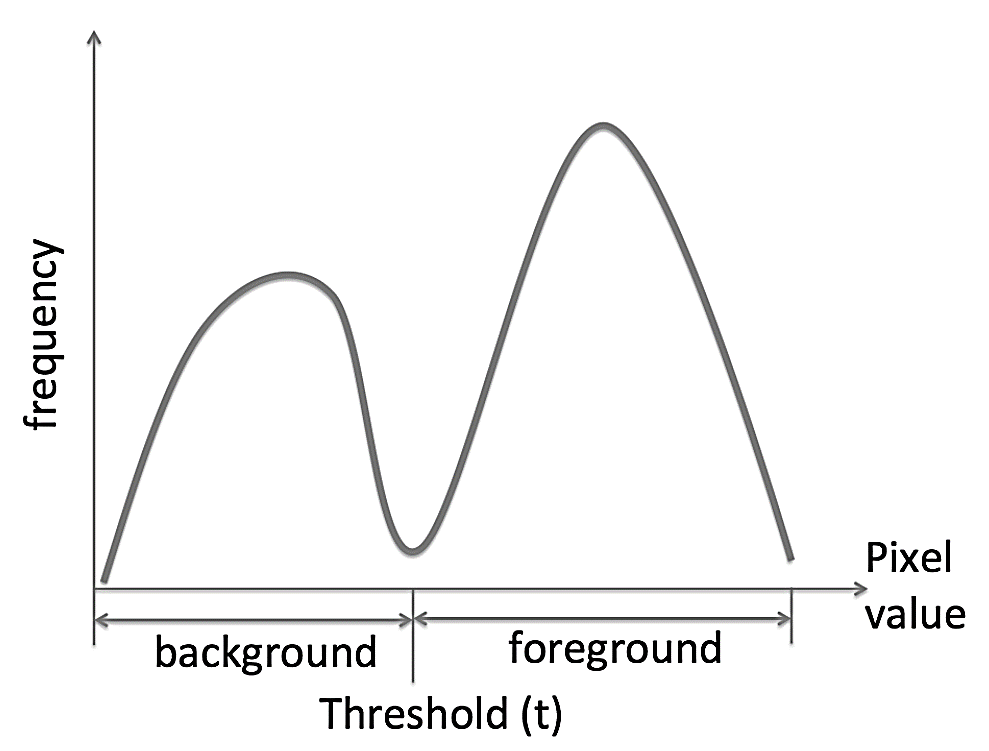 frequency
Pixel
value
background
foreground
Threshold (t)